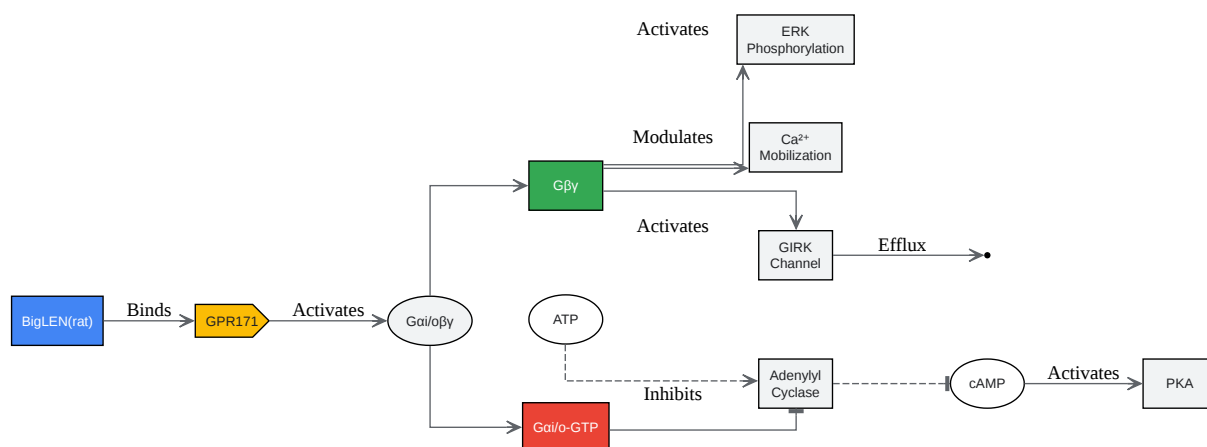 Activates
ERK
Phosphorylation
Modulates
Ca²⁺
Mobilization
Gβγ
Activates
GIRK
Channel
Efflux
BigLEN(rat)
Binds
GPR171
Activates
Gαi/oβγ
ATP
Inhibits
Adenylyl
Cyclase
cAMP
Activates
PKA
Gαi/o-GTP